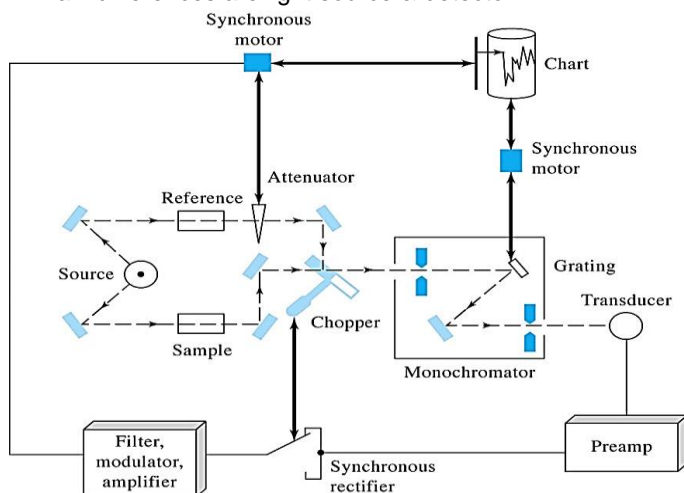 Synchronous
motor
Chart
Synchronous
motor
Attenuator
Reference
Source
Grating
Transducer
Chopper
Sample
Monochromator
Filter,
modulator,
amplifier
Synchronous
rectifier
Preamp